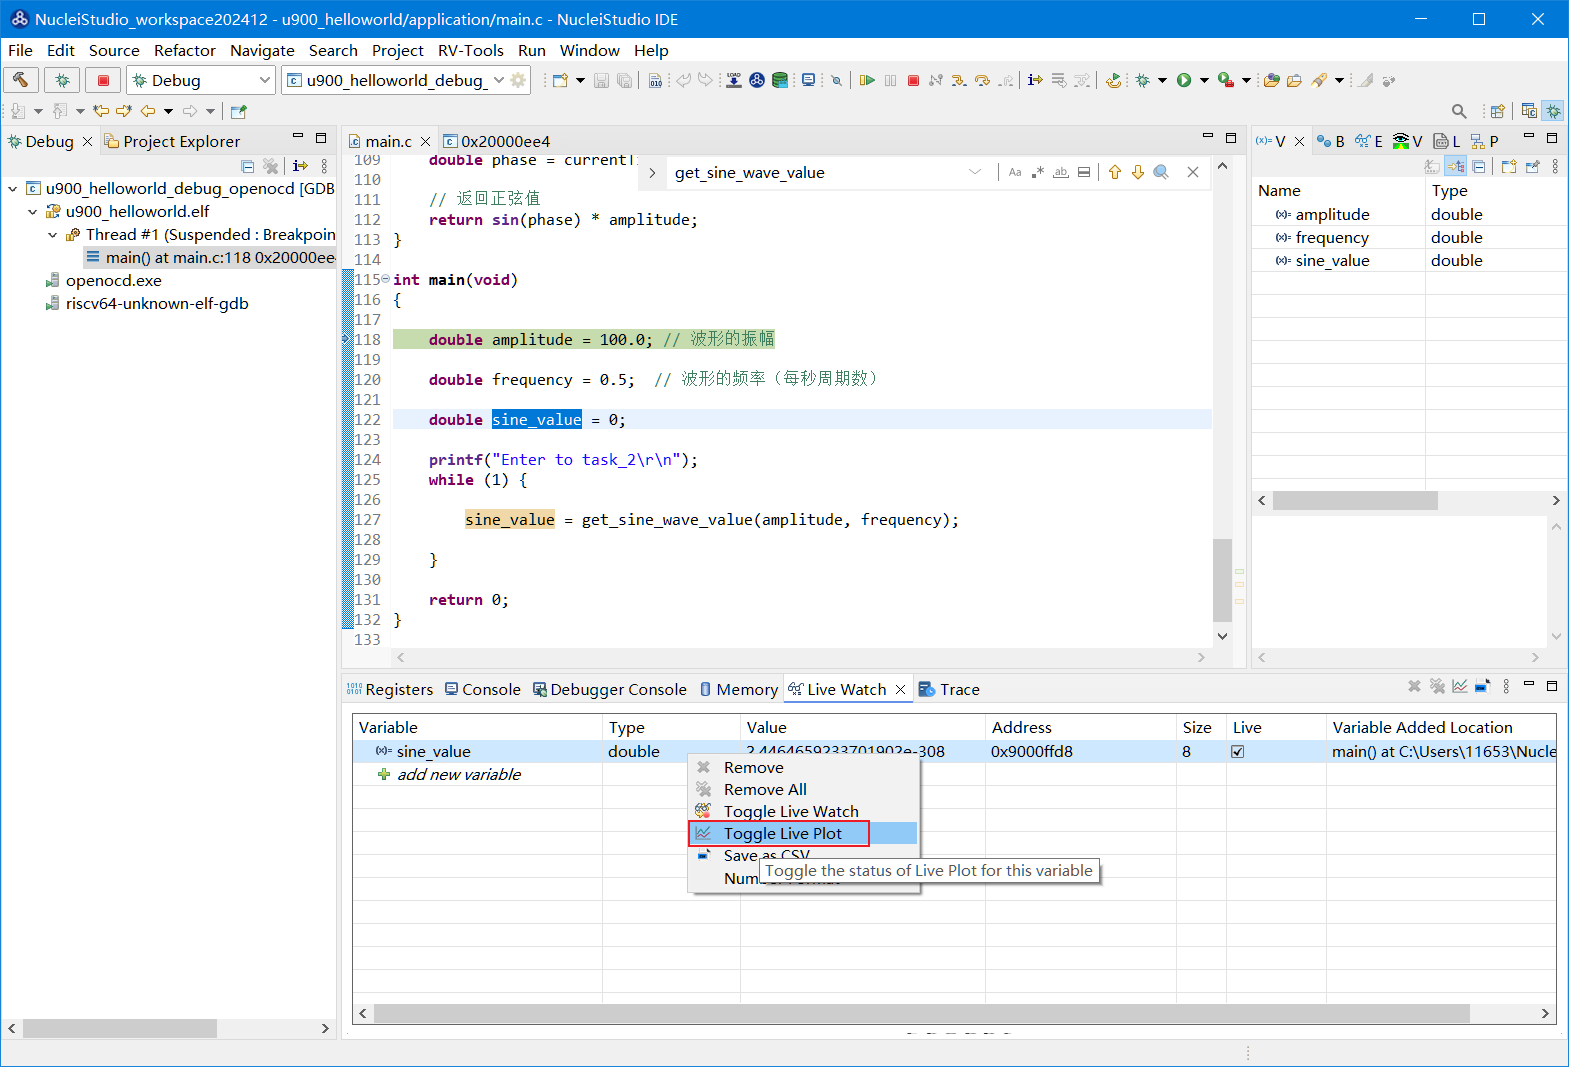 NucleiStudio_workspace202412 - u900_helloworld/application/main.c - NucleiStudio IDE
File Edit Source Refactor Navigate Search Project RV-Tools Run Window Help
Debug
u900_helloworld_debug_
Debug
Project Explorer
u900_helloworld_debug_openocd [GDB
u900_helloworld.elf
Thread #1 (Suspended : Breakpoin
main() at main.c:118 0x20000ee
openocd.exe
riscv64-unknown-elf-gdb
main.c
0x20000ee4
get_sine_wave_value
Aa
109 double phase = currentTi
110
111 // 返回正弦值
112 return sin(phase) * amplitude;
113 }
114
115 int main(void)
116 {
117
118 double amplitude = 100.0; // 波形的振幅
119
120 double frequency = 0.5; // 波形的频率（每秒周期数）
121
122 double sine_value = 0;
123
124 printf("Enter to task_2\r\n");
125 while (1) {
126
127 sine_value = get_sine_wave_value(amplitude, frequency);
128
129 }
130
131 return 0;
132 }
133
(x)= V B E V L P
Name Type
(x)= amplitude double
(x)= frequency double
(x)= sine_value double
Registers Console Debugger Console Memory Live Watch Trace
Variable Type Value Address Size Live Variable Added Location
(x)= sine_value double 2.4464659233701902e-308 0x9000ffd8 8 main() at C:\Users\11653\Nucle
add new variable
Remove
Remove All
Toggle Live Watch
Toggle Live Plot
Save as CSV
Toggle the status of Live Plot for this variable